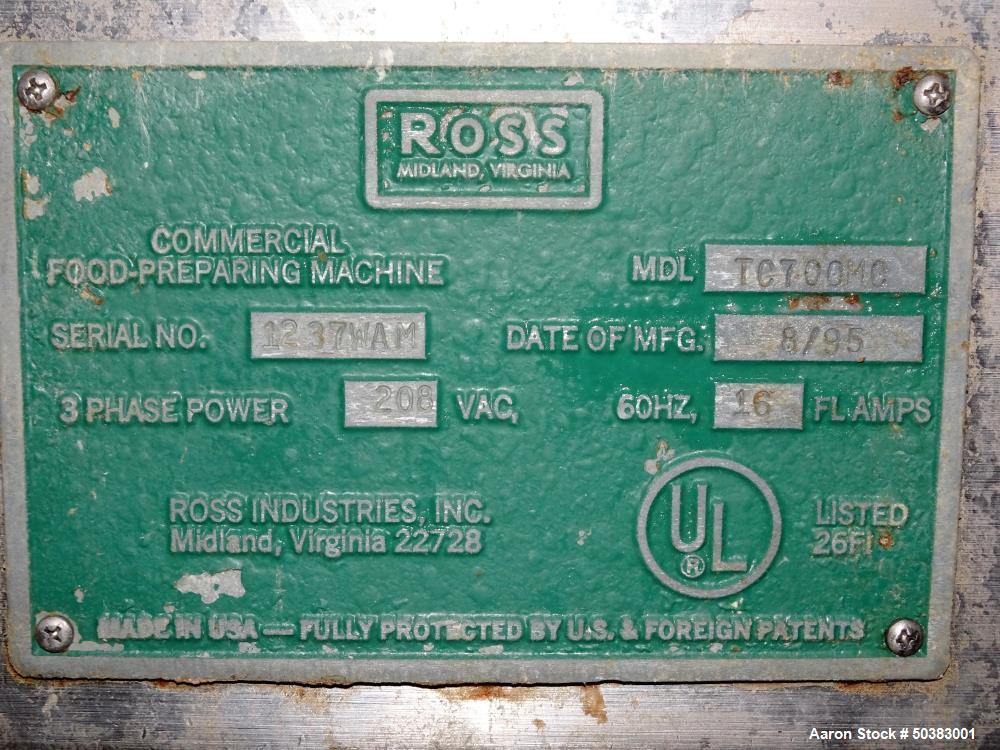 ROSS
MIDLAND, VIRGINIA
COMMERCIAL
FOOD-PREPARING MACHINE
MDL TC700MC
SERIAL NO. 1237WAM DATE OF MFG. 8/95
3 PHASE POWER 208 VAC, 60HZ, 16 FL AMPS
ROSS INDUSTRIES, INC.
Midland, Virginia 22728
UL ®
LISTED
26FI
MADE IN USA — FULLY PROTECTED BY U.S. & FOREIGN PATENTS
Aaron Stock # 50383001